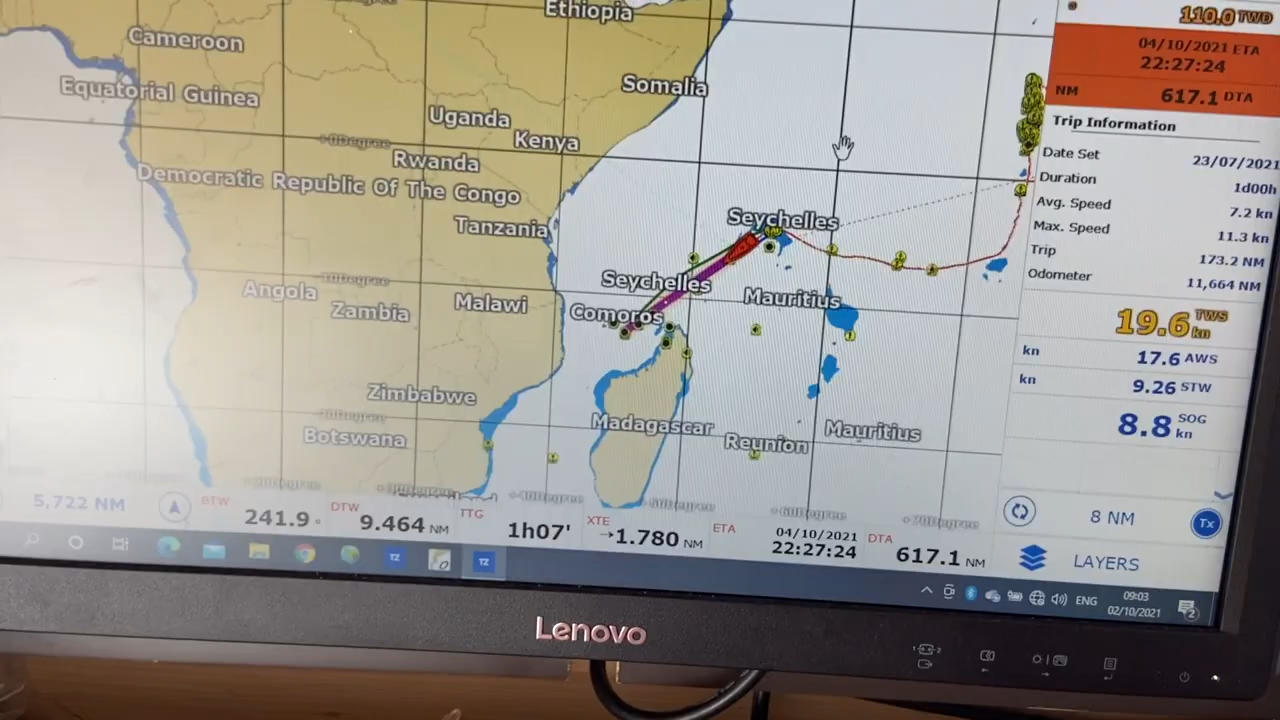 Ethiopia
110.0 TWD
Cameroon
04/10/2021 ETA
22:27:24
Somalia
Equatorial Guinea
NM 617.1 DTA
Uganda
Trip Information
Kenya
+0Degree
Rwanda
Date Set 23/07/2021
Democratic Republic Of The Congo
Duration 1d00h
Avg. Speed 7.2 kn
Seychelles
Tanzania
Max. Speed 11.3 kn
Trip 173.2 NM
Odometer 11,664 NM
Seychelles
Angola
Malawi
Mauritius
Zambia
Comoros
19.6 TWS kn
kn 17.6 AWS
kn 9.26 STW
Zimbabwe
8.8 SOG kn
Botswana
Madagascar
Reunion
Mauritius
5,722 NM
BTW 241.9 °
DTW 9.464 NM
TTG 1h07'
XTE →1.780 NM
ETA 04/10/2021 22:27:24
DTA 617.1 NM
8 NM
Tx
LAYERS
TZ
TZ
ENG
09:03
02/10/2021
2
Lenovo